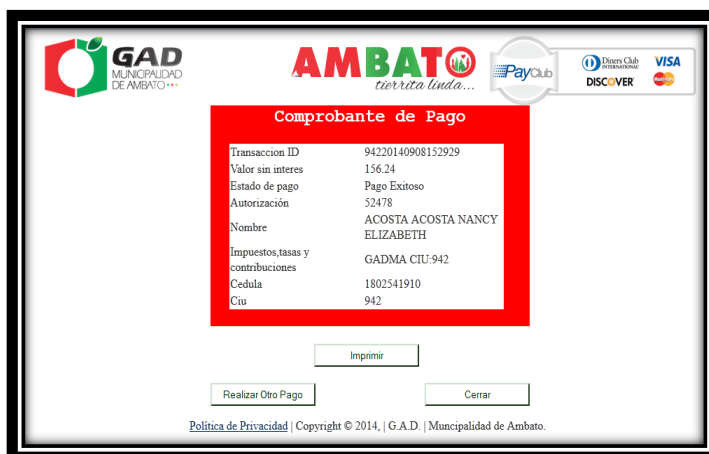 GAD
MUNICIPALIDAD
DE AMBATO
AMBATO
tierrita linda...
PayClub
Diners Club
INTERNATIONAL
VISA
DISCOVER
MasterCard
Comprobante de Pago
Transaccion ID 94220140908152929
Valor sin interes 156.24
Estado de pago Pago Exitoso
Autorización 52478
Nombre ACOSTA ACOSTA NANCY
ELIZABETH
Impuestos,tasas y
contribuciones GADMA CIU:942
Cedula 1802541910
Ciu 942
Imprimir
Realizar Otro Pago Cerrar
Política de Privacidad | Copyright © 2014, | G.A.D. | Muncipalidad de Ambato.